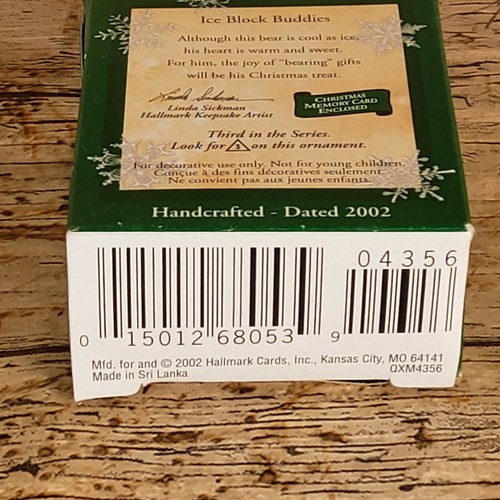 Ice Block Buddies
Although this bear is cool as ice,
his heart is warm and sweet.
For him, the joy of "bearing" gifts
will be his Christmas treat.
Linda Sickman
Linda Sickman
Hallmark Keepsake Artist
CHRISTMAS
MEMORY CARD
ENCLOSED
Third in the Series.
Look for 3 on this ornament.
For decorative use only. Not for young children.
Conçue à des fins décoratives seulement.
Ne convient pas aux jeunes enfants.
Handcrafted - Dated 2002
04356
0 15012 68053 9
Mfd. for and © 2002 Hallmark Cards, Inc., Kansas City, MO 64141
Made in Sri Lanka QXM4356